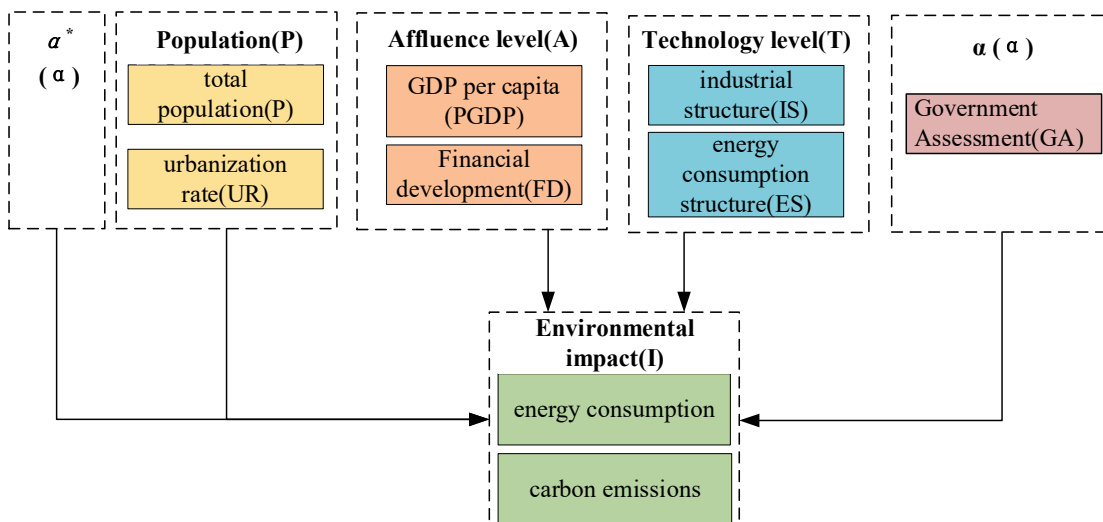 α*
(α)
Population(P)
total
population(P)
urbanization
rate(UR)
Affluence level(A)
GDP per capita
(PGDP)
Financial
development(FD)
Technology level(T)
industrial
structure(IS)
energy
consumption
structure(ES)
α (α)
Government
Assessment(GA)
Environmental
impact(I)
energy consumption
carbon emissions